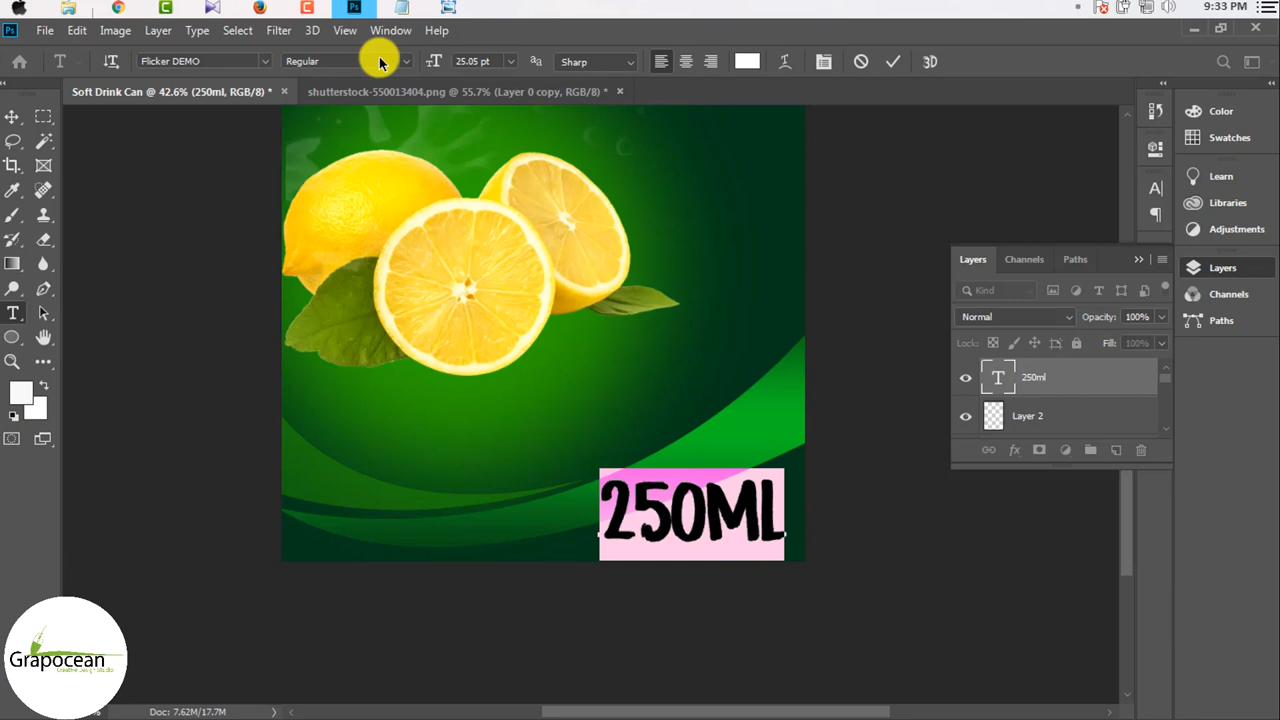 9:33 PM
File Edit Image Layer Type Select Filter 3D View Window Help
Flicker DEMO Regular 25.05 pt Sharp 3D
Soft Drink Can @ 42.6% (250ml, RGB/8) * × shutterstock-550013404.png @ 55.7% (Layer 0 copy, RGB/8) * ×
Color
Swatches
Learn
Libraries
Adjustments
Layers
Channels
Paths
Layers Channels Paths
Kind
Normal Opacity: 100%
Lock: Fill: 100%
250ml
Layer 2
250ML
Grapocean
Creative Design Studio
Doc: 7.62M/17.7M